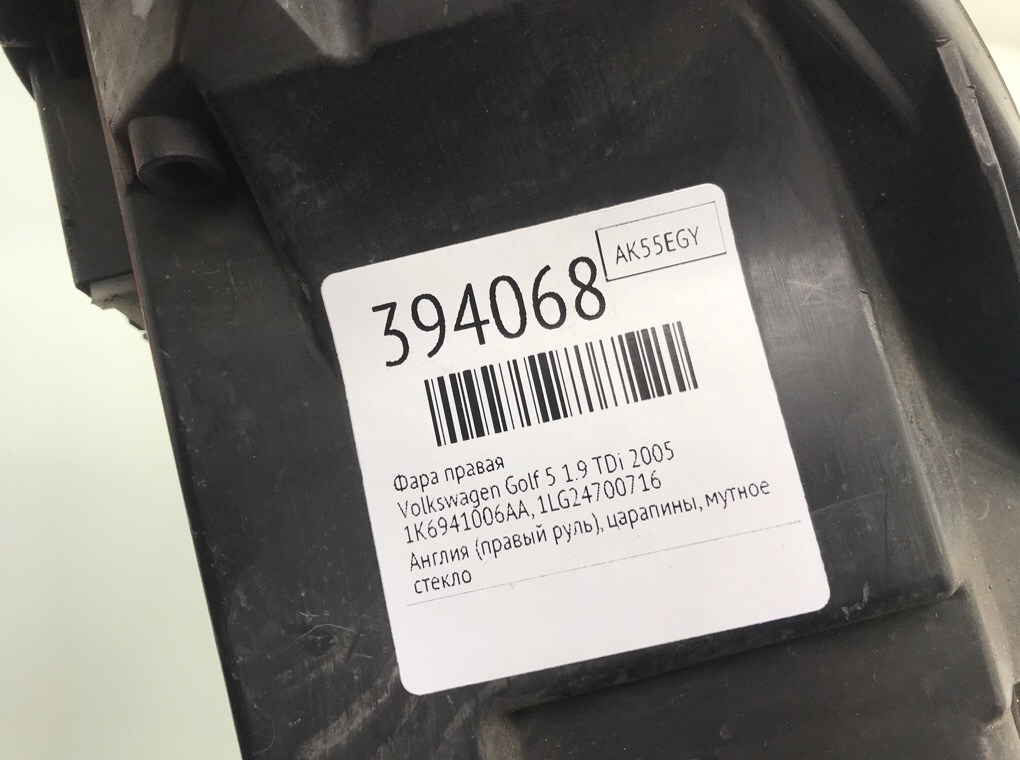 AK55EGY
394068
Фара правая
Volkswagen Golf 5 1.9 TDi 2005
1K6941006AA, 1LG24700716
Англия (правый руль), царапины, мутное
стекло